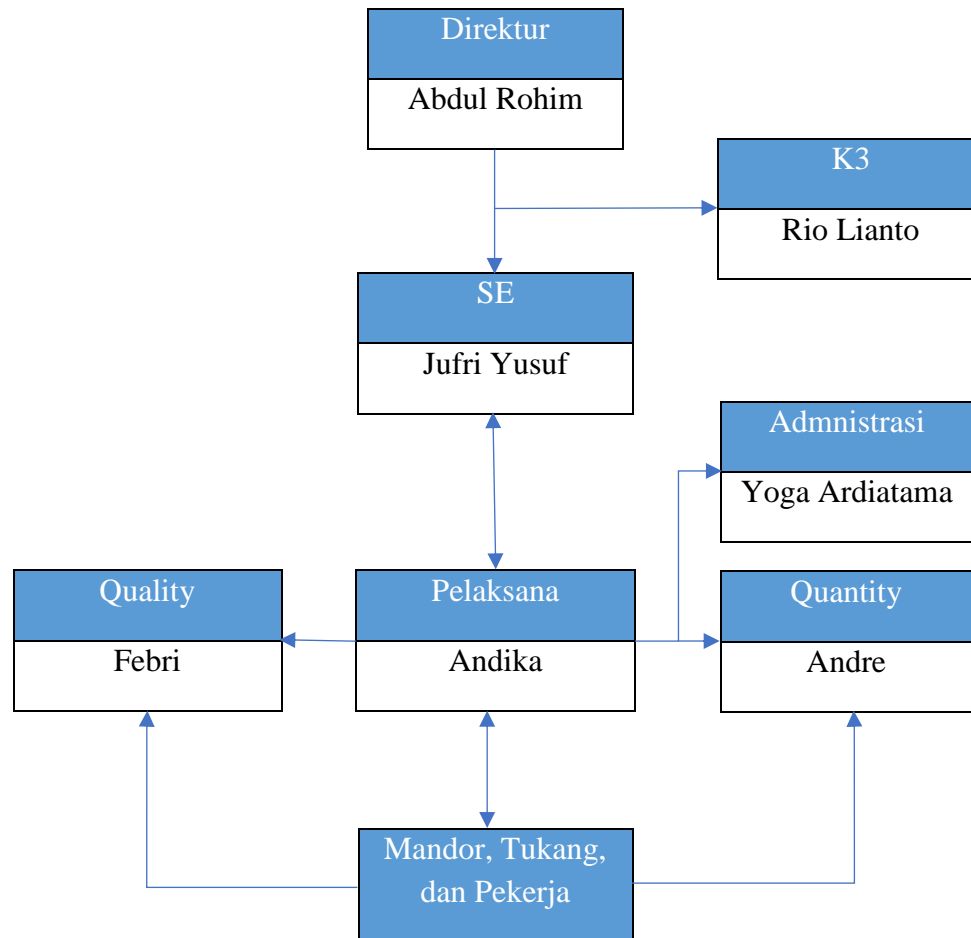 Direktur
Abdul Rohim
K3
Rio Lianto
SE
Jufri Yusuf
Admnistrasi
Yoga Ardiatama
Quality
Febri
Pelaksana
Andika
Quantity
Andre
Mandor, Tukang,
dan Pekerja